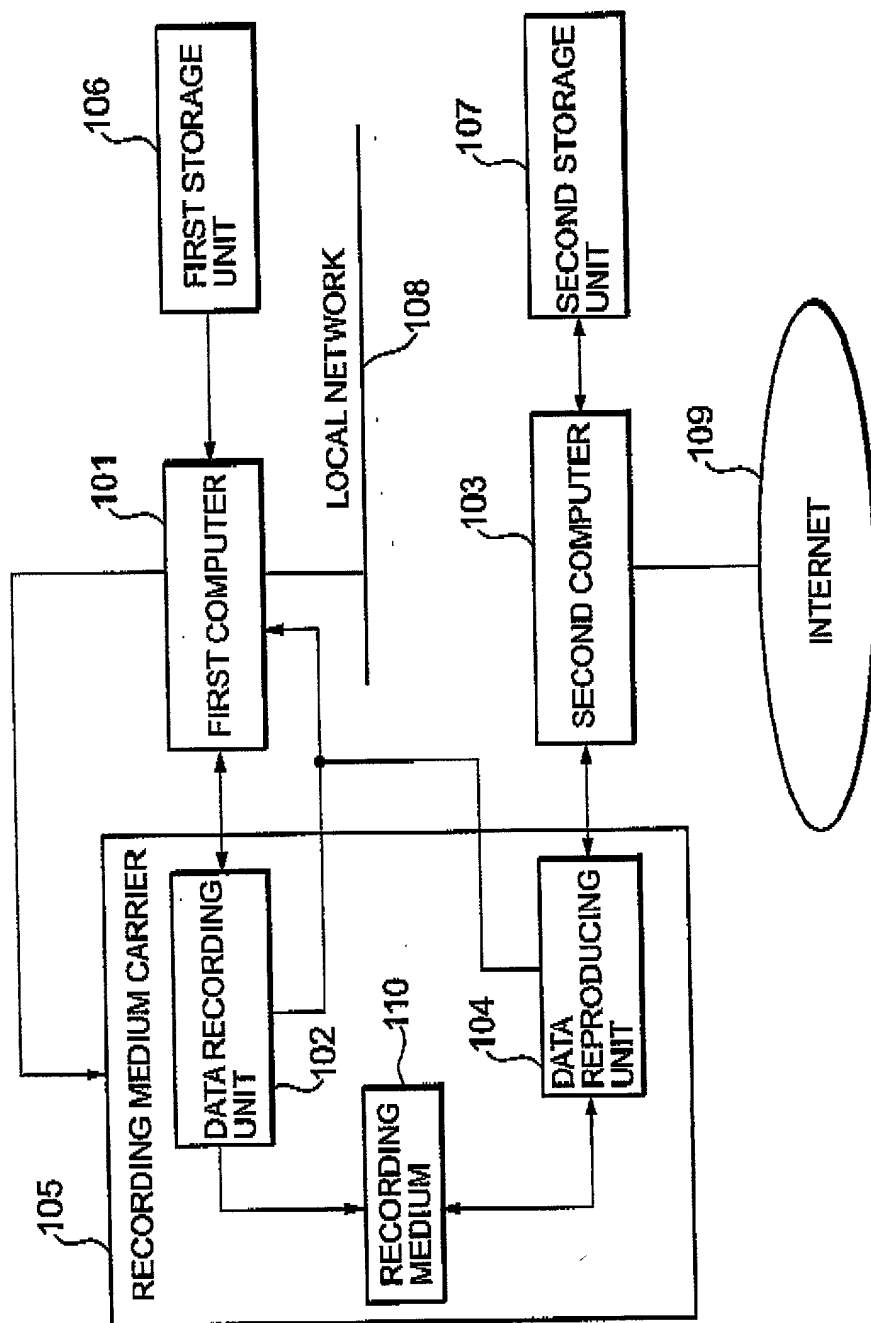 105
RECORDING MEDIUM CARRIER
DATA RECORDING
UNIT
102
RECORDING
MEDIUM
110
104
DATA
REPRODUCING
UNIT
101
FIRST COMPUTER
106
FIRST STORAGE
UNIT
LOCAL NETWORK
108
103
SECOND COMPUTER
107
SECOND STORAGE
UNIT
109
INTERNET